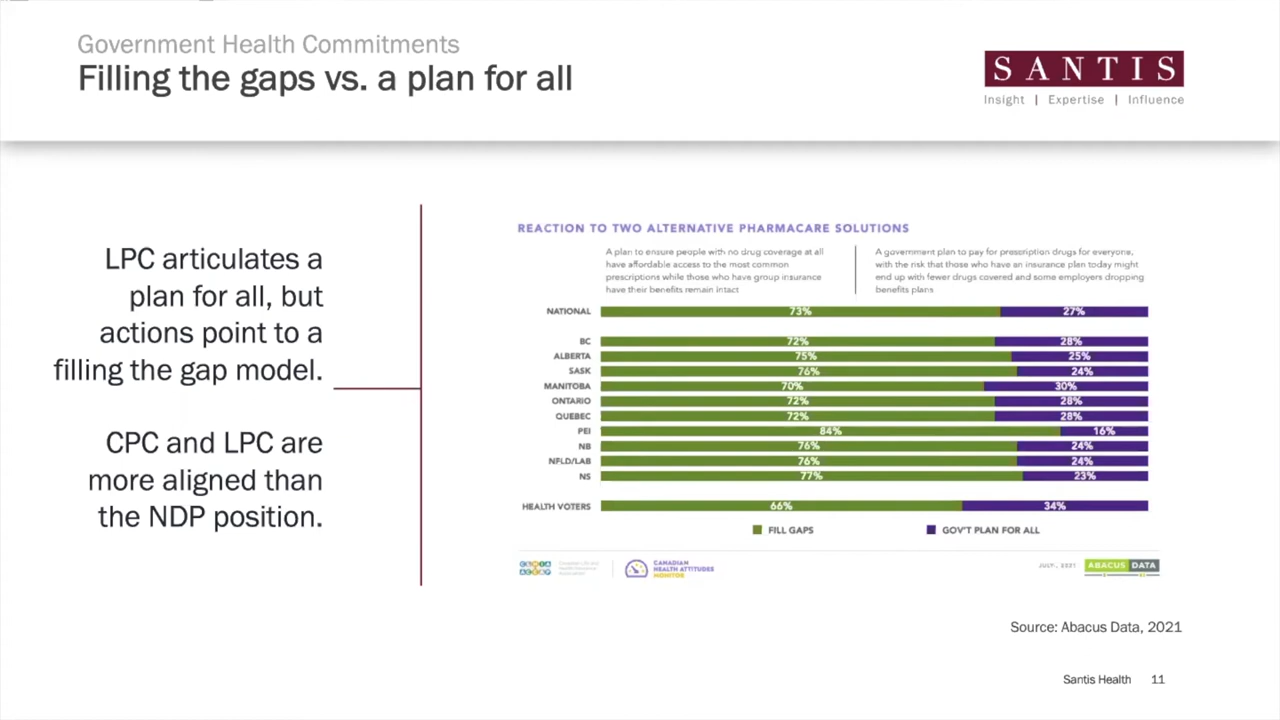 Government Health Commitments
Filling the gaps vs. a plan for all
SANTIS
Insight | Expertise | Influence
LPC articulates a
plan for all, but
actions point to a
filling the gap model.
CPC and LPC are
more aligned than
the NDP position.
REACTION TO TWO ALTERNATIVE PHARMACARE SOLUTIONS
A plan to ensure people with no drug coverage at all
have affordable access to the most common
prescriptions while those who have group insurance
have their benefits remain intact
A government plan to pay for prescription drugs for everyone,
with the risk that those who have an insurance plan today might
end up with fewer drugs covered and some employers dropping
benefits plans
NATIONAL 73% 27%
BC 72% 28%
ALBERTA 75% 25%
SASK 76% 24%
MANITOBA 70% 30%
ONTARIO 72% 28%
QUEBEC 72% 28%
PEI 84% 16%
NB 76% 24%
NFLD/LAB 76% 24%
NS 77% 23%
HEALTH VOTERS 66% 34%
FILL GAPS GOV'T PLAN FOR ALL
CANADIAN
HEALTH ATTITUDES
MONITOR
2021
ABACUS DATA
Source: Abacus Data, 2021
Santis Health 11